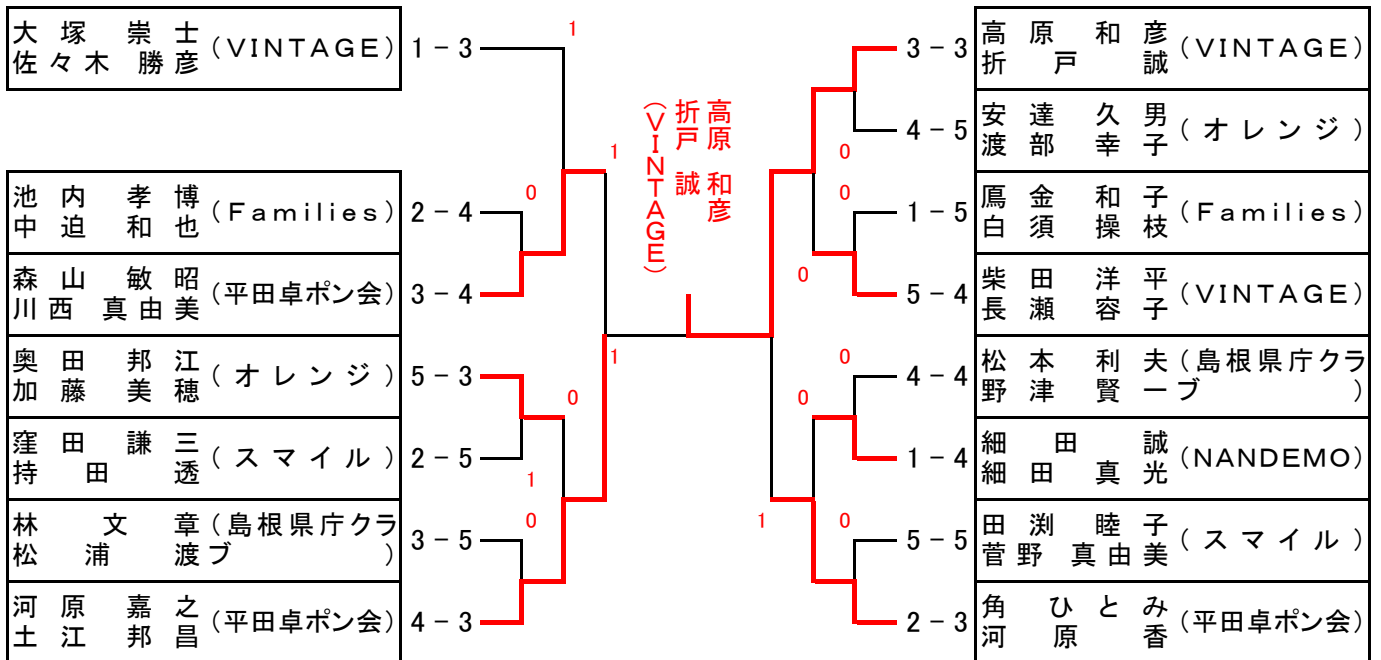 大塚 崇士
佐々木 勝彦
(VINTAGE)
1-3
池内 孝博
中迫 和也
(Families)
2-4
森山 敏昭
川西 真由美
(平田卓ポン会)
3-4
奥田 邦江
加藤 美穂
(オレンジ)
5-3
窪田 謙三
持田 透
(スマイル)
2-5
林 文章
松浦 渡
(島根県庁クラ
ブ)
3-5
河原 嘉之
土江 邦昌
(平田卓ポン会)
4-3
1
0
1
0
1
0
1
高原 和彦
折戸 誠
(VINTAGE)
0
0
0
0
0
1
0
3-3
高原 和彦
折戸 誠
(VINTAGE)
4-5
安達 久男
渡部 幸子
(オレンジ)
1-5
鳫金 和子
白須 操枝
(Families)
5-4
柴田 洋平
長瀬 容子
(VINTAGE)
4-4
松本 利夫
野津 賢一
(島根県庁クラ
ブ)
1-4
細田 誠
細田 真光
(NANDEMO)
5-5
田渕 睦子
菅野 真由美
(スマイル)
2-3
角 ひとみ
河原 香
(平田卓ポン会)